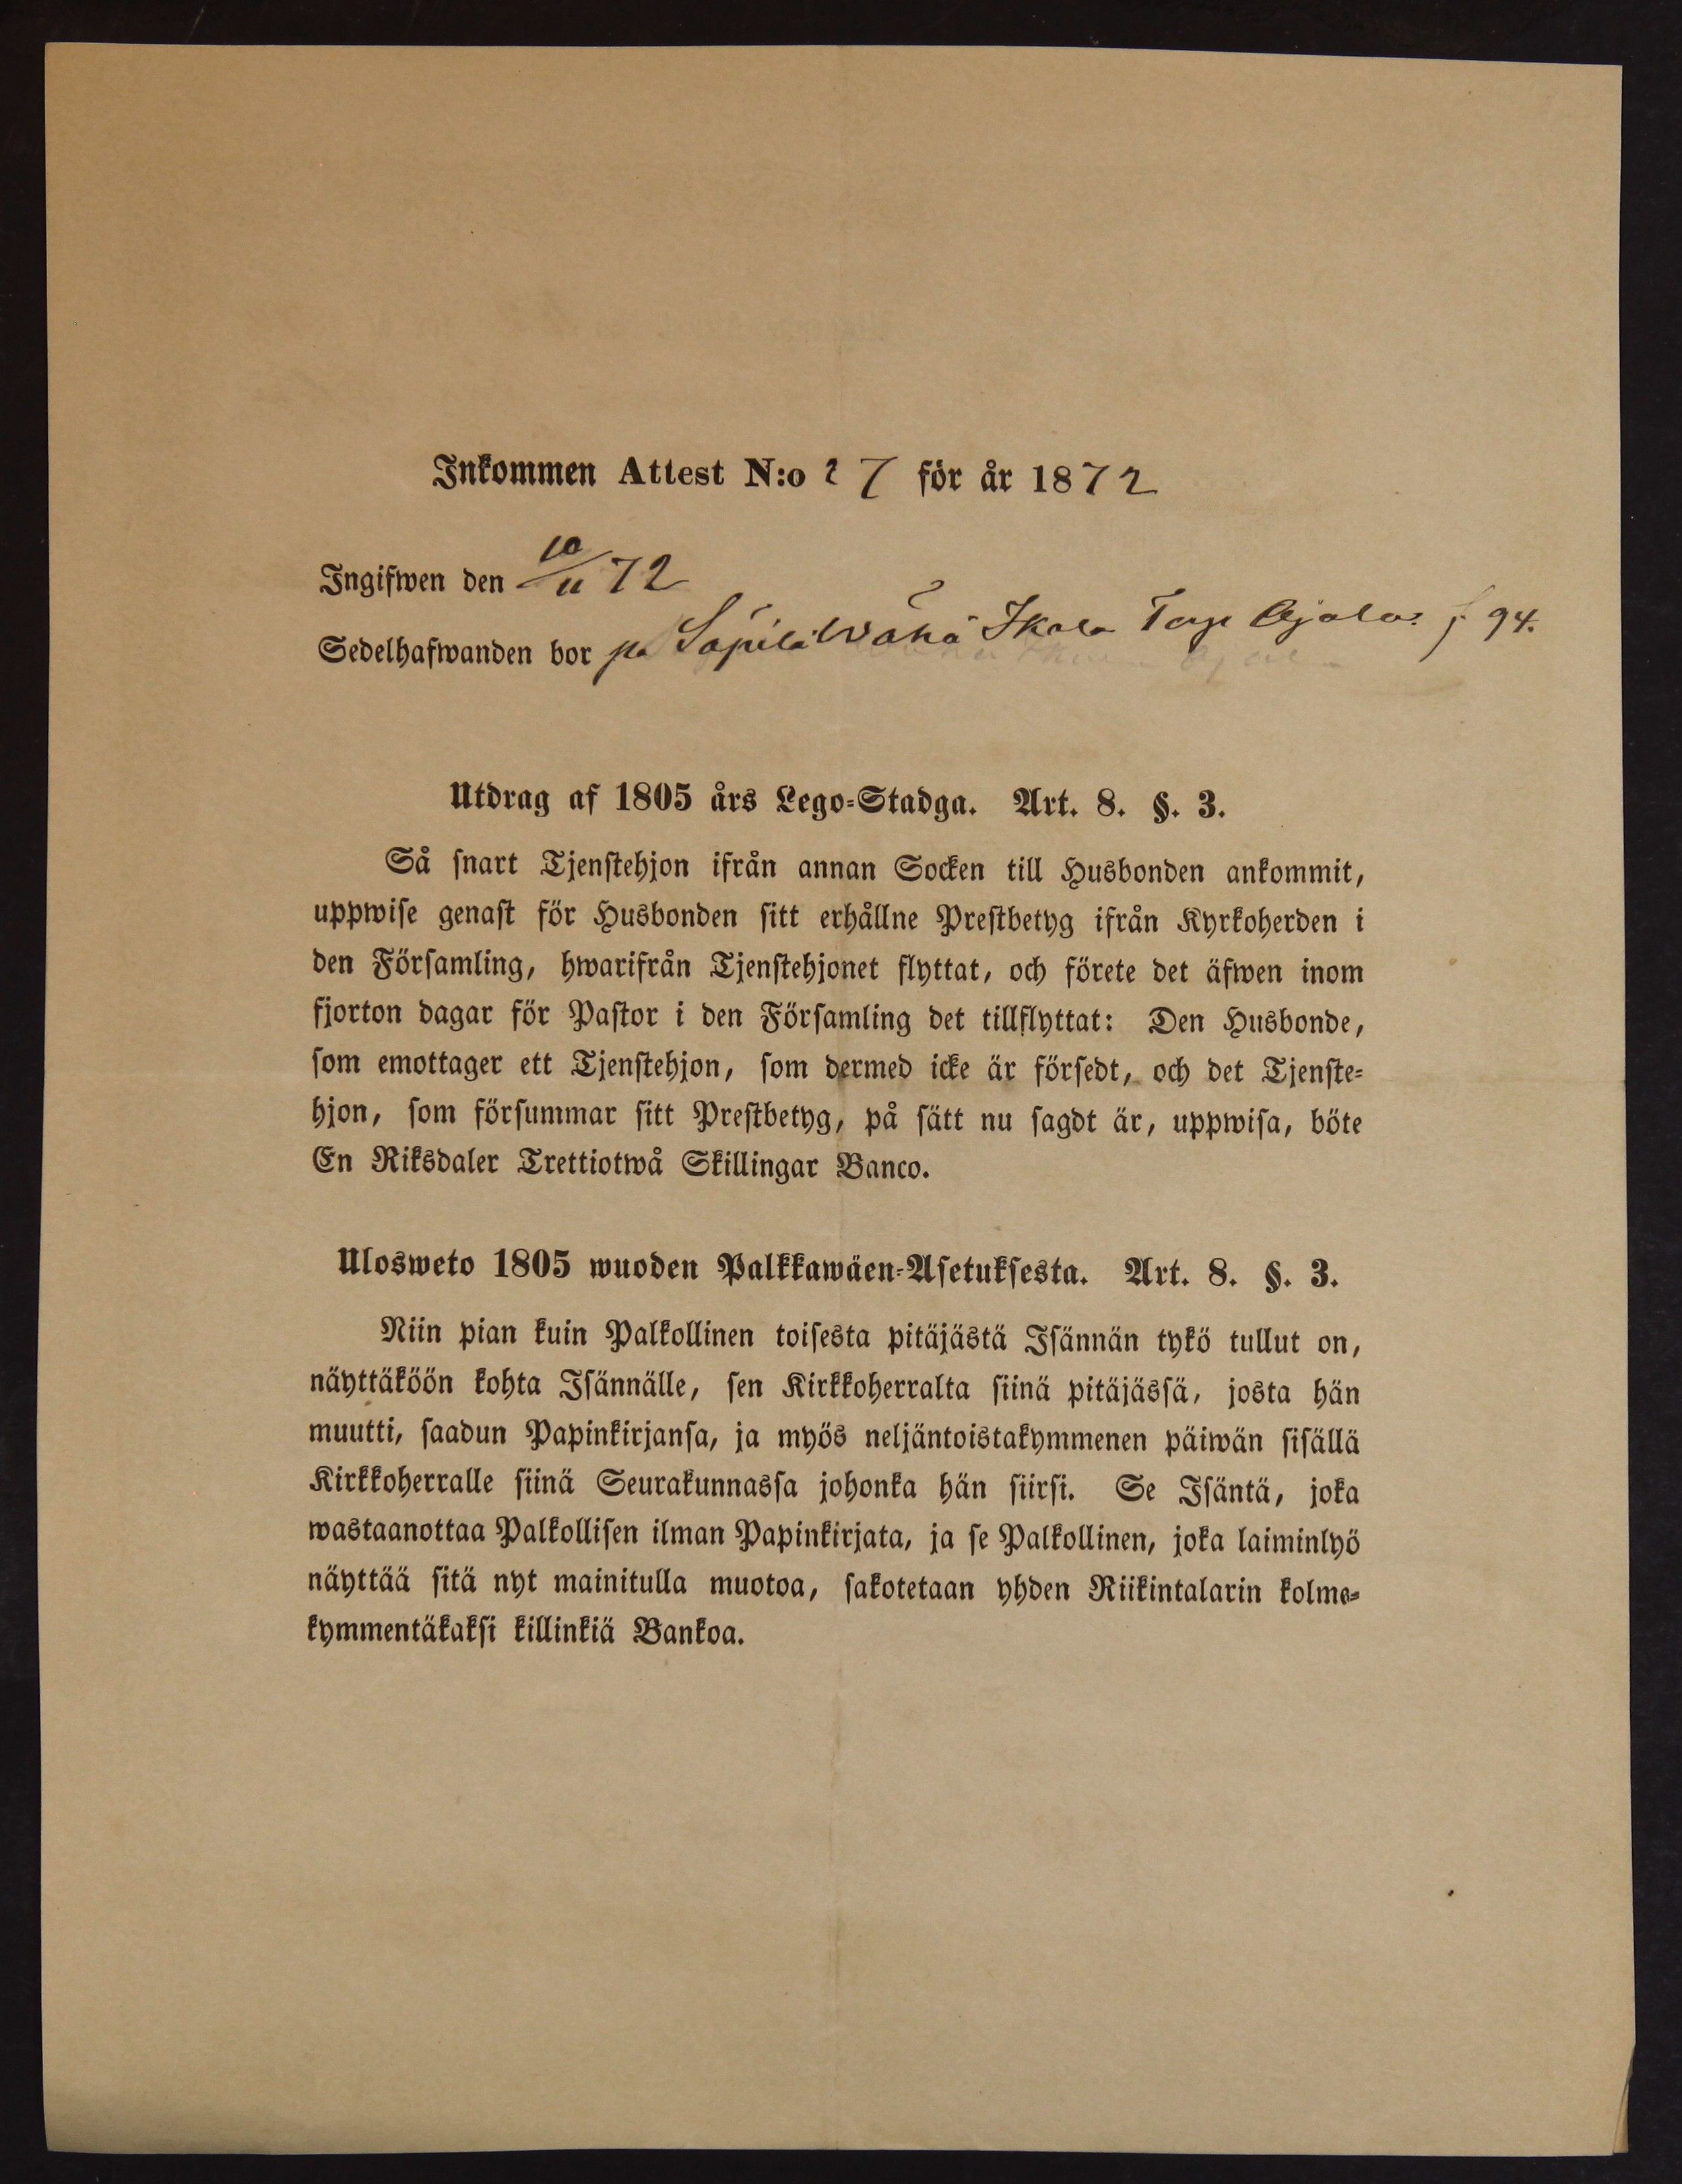 Inkommen Attest N:o 27 för år 1872
Ingifwen den 10/11 72
Sedelhafwanden bor på Säpilä Wähä Ikala Torp Ajala f 94.
Utdrag af 1805 års Lego-Stadga. Art. 8. §. 3.
Så snart Tjenstehjon ifrån annan Socken till Husbonden ankommit,
uppwise genast för Husbonden sitt erhållne Prestbetyg ifrån Kyrkoherden i
den Församling, hwarifrån Tjenstehjonet flyttat, och förete det äfwen inom
fjorton dagar för Pastor i den Församling det tillflyttat: Den Husbonde,
som emottager ett Tjenstehjon, som dermed icke är försedt, och det Tjenste-
hjon, som försummar sitt Prestbetyg, på sätt nu sagdt är, uppwisa, böte
En Riksdaler Trettiotwå Skillingar Banco.
Ulosweto 1805 wuoden Palkkawäen-Asetuksesta. Art. 8. §. 3.
Niin pian kuin Palkollinen toisesta pitäjästä Isännän tykö tullut on,
näyttäköön kohta Isännälle, sen Kirkkoherralta siinä pitäjässä, josta hän
muutti, saadun Papinkirjansa, ja myös neljäntoistakymmenen päiwän sisällä
Kirkkoherralle siinä Seurakunnassa johonka hän siirsi. Se Isäntä, joka
wastaanottaa Palkollisen ilman Papinkirjata, ja se Palkollinen, joka laiminlyö
näyttää sitä nyt mainitulla muotoa, sakotetaan yhden Riikintalarin kolme-
kymmentäkaksi killinkiä Bankoa.